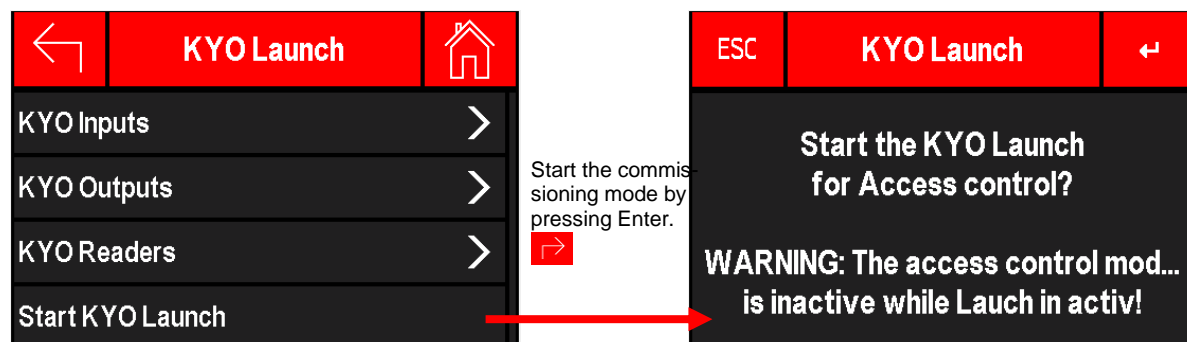 KYO Launch
KYO Inputs
KYO Outputs
KYO Readers
Start KYO Launch
Start the commis-
sioning mode by
pressing Enter.
ESC KYO Launch
Start the KYO Launch
for Access control?
WARNING: The access control mod...
is inactive while Lauch in activ!